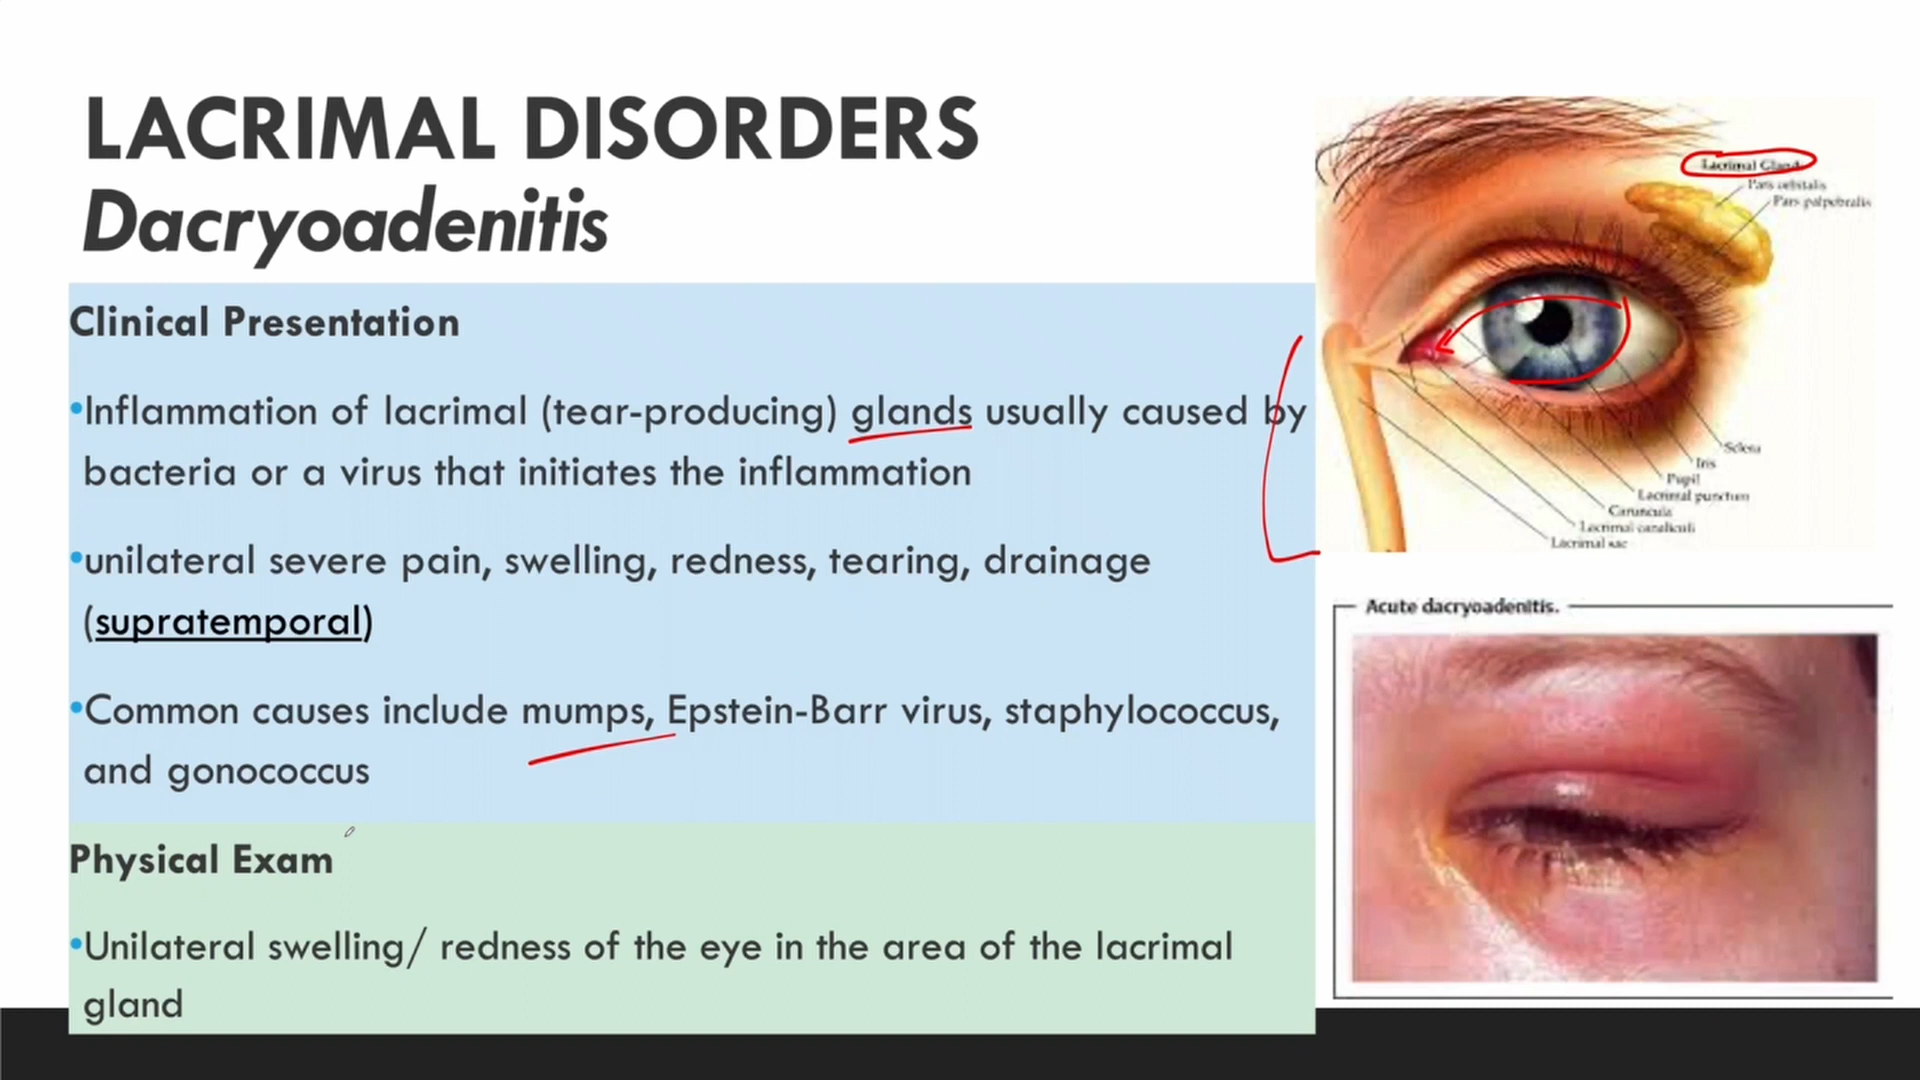 LACRIMAL DISORDERS
Dacryoadenitis
Clinical Presentation
•Inflammation of lacrimal (tear-producing) glands usually caused by
bacteria or a virus that initiates the inflammation
•unilateral severe pain, swelling, redness, tearing, drainage
(supratemporal)
•Common causes include mumps, Epstein-Barr virus, staphylococcus,
and gonococcus
Physical Exam
•Unilateral swelling/ redness of the eye in the area of the lacrimal
gland
Lacrimal Gland
Pars orbitalis
Pars palpebralis
Sclera
Iris
Pupil
Lacrimal punctum
Caruncula
Lacrimal canaliculi
Lacrimal sac
Acute dacryoadenitis.